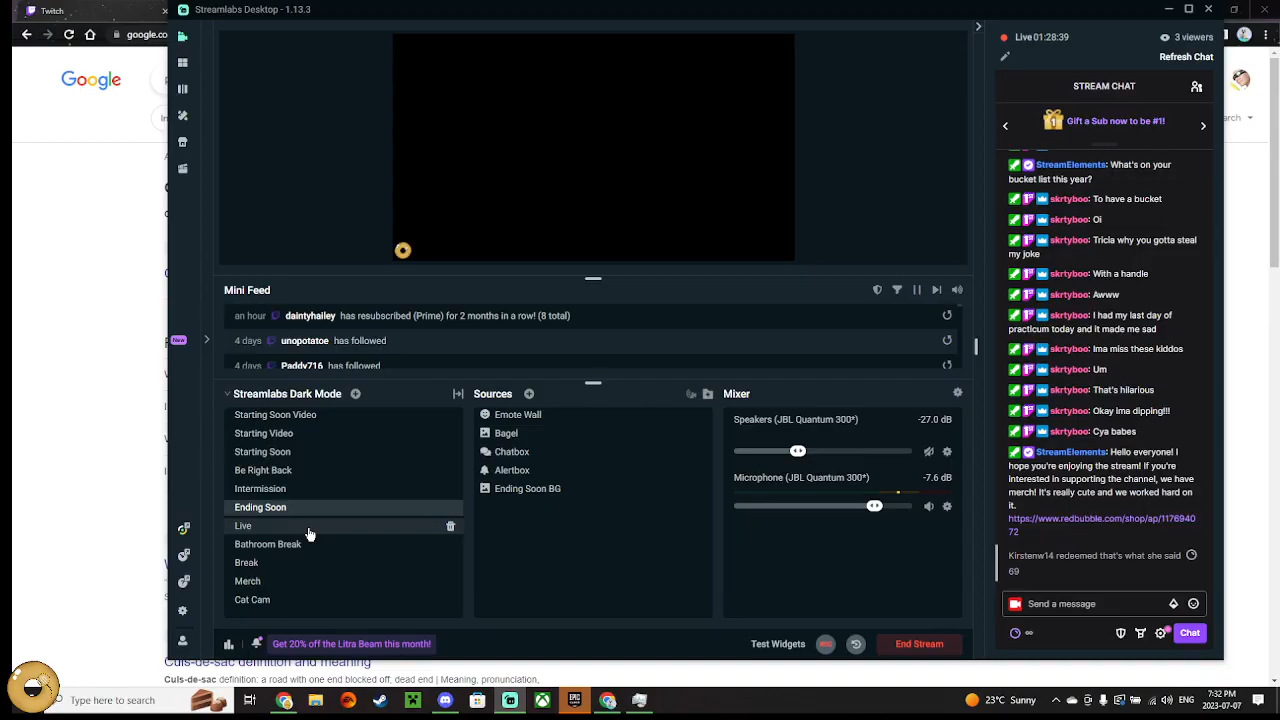 Twitch
google.co
Google
Streamlabs Desktop - 1.13.3
Live 01:28:39
3 viewers
Refresh Chat
STREAM CHAT
1
Gift a Sub now to be #1!
StreamElements: What's on your
bucket list this year?
skrtyboo: To have a bucket
skrtyboo: Oi
skrtyboo: Tricia why you gotta steal
my joke
skrtyboo: With a handle
skrtyboo: Awww
skrtyboo: I had my last day of
practicum today and it made me sad
skrtyboo: Ima miss these kIddos
skrtyboo: Um
skrtyboo: That's hilarious
skrtyboo: Okay ime dipping!!!
skrtyboo: Cya babes
StreamElements: Hello everyone! I
hope you're enjoying the stream! If you're
interested in supporting the channel, we
have merch! It's really cute and we worked hard on
it.
https://www.redbubble.com/shop/ap/1176940
72
Kirstenw14 redeemed that's what she said
69
Send a message
Chat
Mini Feed
an hour daintyhailey has resubscribed (Prime) for 2 months in a row! (8 total)
4 days unopotatoe has followed
4 days Paddy716 has followed
New
Streamlabs Dark Mode
Starting Soon Video
Starting Video
Starting Soon
Be Right Back
Intermission
Ending Soon
Live
Bathroom Break
Break
Merch
Cat Cam
Sources
Emote Wall
Bagel
Chatbox
Alertbox
Ending Soon BG
Mixer
Speakers (JBL Quantum 300*) -27.0 dB
Microphone (JBL Quantum 300*) -7.6 dB
Get 20% off the Litra Beam this month!
Test Widgets
REC
End Stream
arch
Culs-de-sac definition and meaning
Culs-de-sac definition: a road with one end blocked off; dead end | Meaning, pronunciation,
Type here to search
23°C Sunny
7:32 PM
2023-07-07